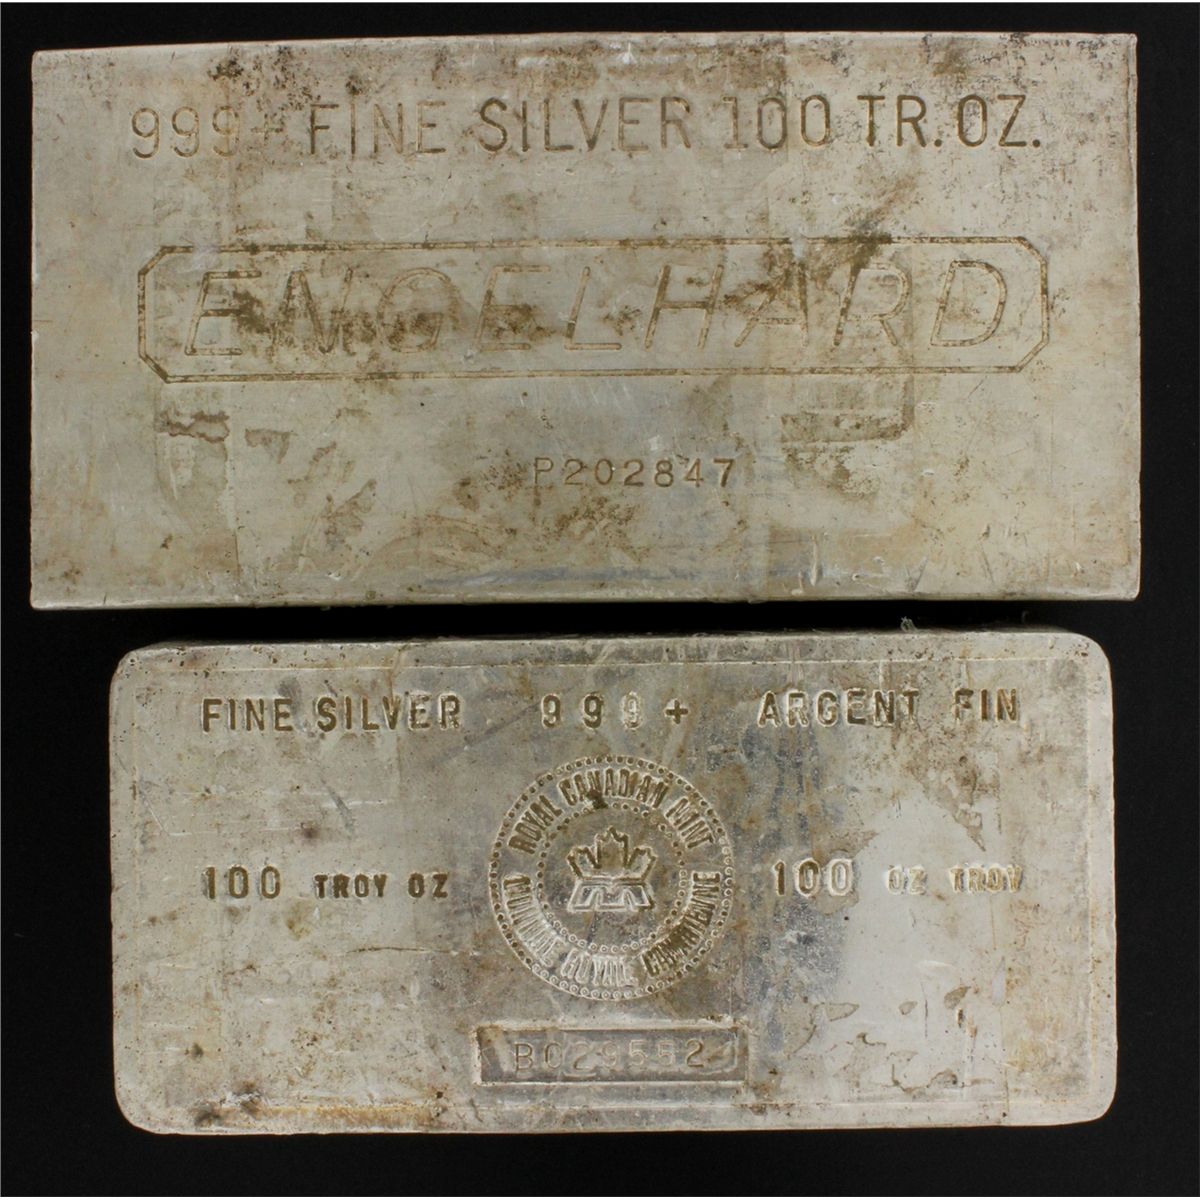 999+ FINE SILVER 100 TR. OZ.
ENGELHARD
P202847
FINE SILVER 999+ ARGENT FIN
ROYAL CANADIAN MINT
100 TROY OZ
100 OZ TROY
MONNAIE ROYALE CANADIENNE
B029582